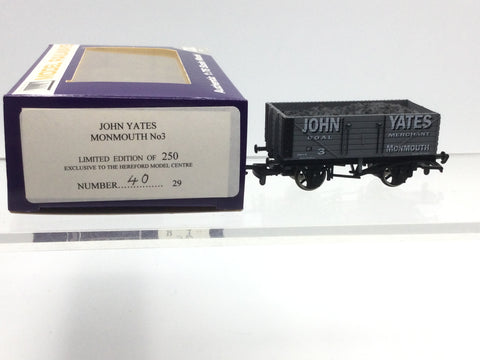 JOHN YATES
MONMOUTH No3
LIMITED EDITION OF 250
EXCLUSIVE TO THE HEREFORD MODEL CENTRE
NUMBER.............. 40 29
JOHN YATES
COAL MERCHANT
3 MONMOUTH